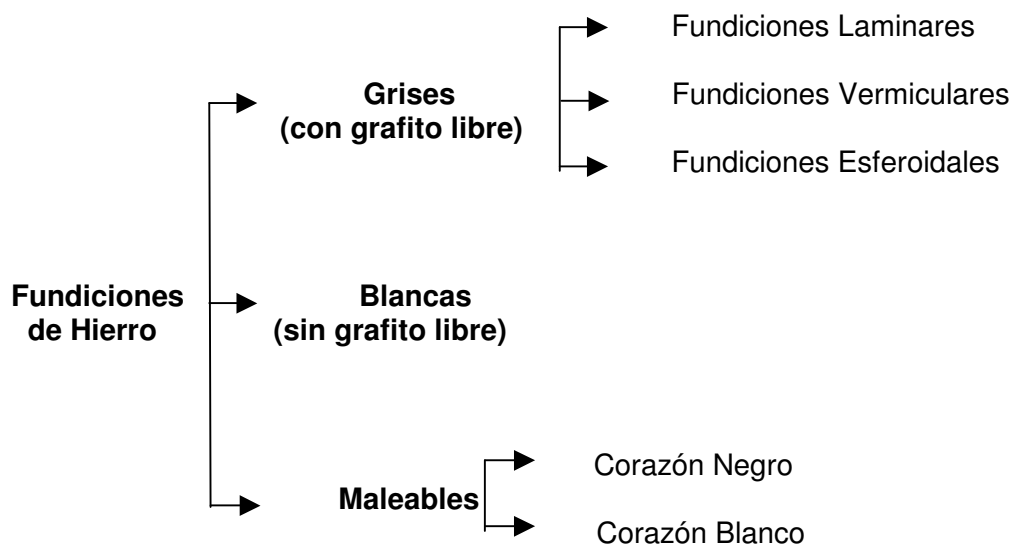 Fundiciones
de Hierro
Grises
(con grafito libre)
Fundiciones Laminares
Fundiciones Vermiculares
Fundiciones Esferoidales
Blancas
(sin grafito libre)
Maleables
Corazón Negro
Corazón Blanco